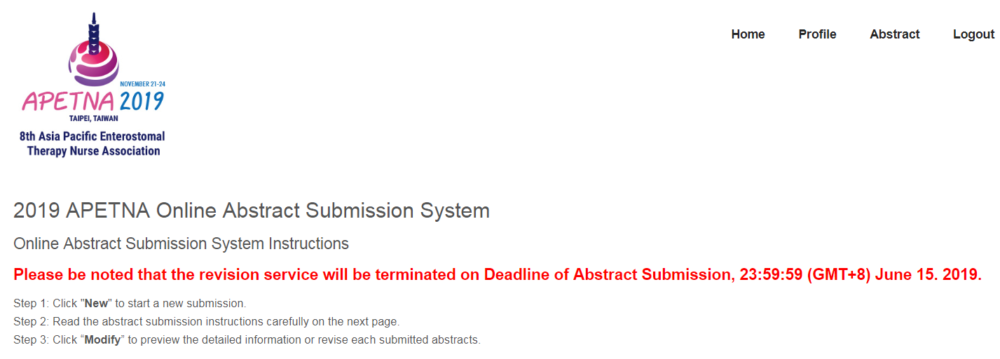 Home Profile Abstract Logout
NOVEMBER 21-24
APETNA 2019
TAIPEI, TAIWAN
8th Asia Pacific Enterostomal
Therapy Nurse Association
2019 APETNA Online Abstract Submission System
Online Abstract Submission System Instructions
Please be noted that the revision service will be terminated on Deadline of Abstract Submission, 23:59:59 (GMT+8) June 15. 2019.
Step 1: Click "New" to start a new submission.
Step 2: Read the abstract submission instructions carefully on the next page.
Step 3: Click “Modify” to preview the detailed information or revise each submitted abstracts.